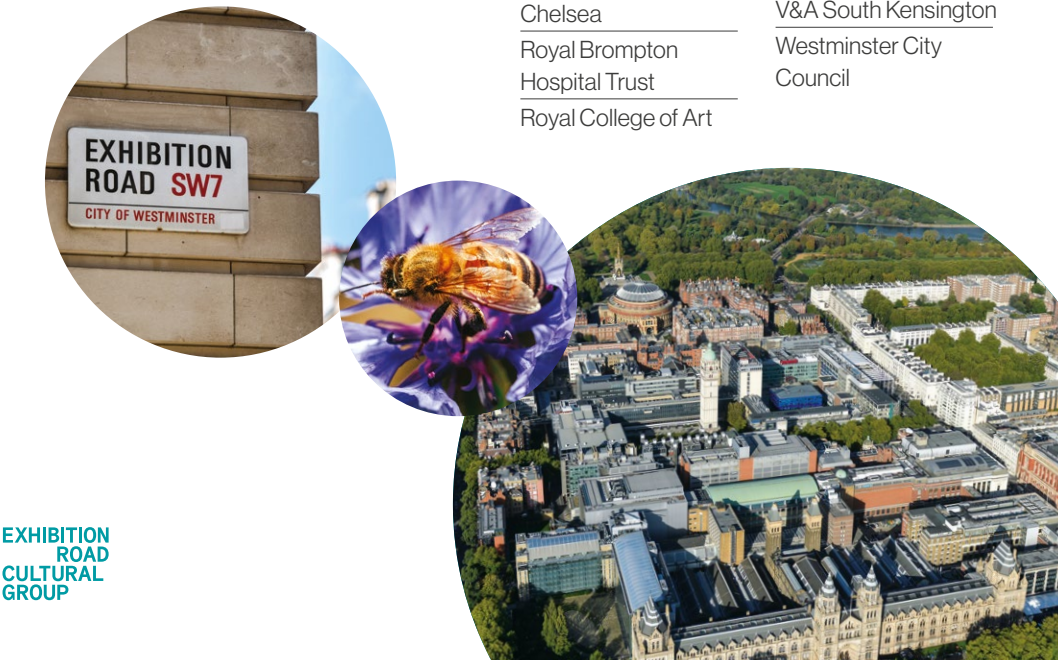 Chelsea
Royal Brompton
Hospital Trust
Royal College of Art
V&A South Kensington
Westminster City
Council
EXHIBITION
ROAD SW7
CITY OF WESTMINSTER
EXHIBITION
ROAD
CULTURAL
GROUP